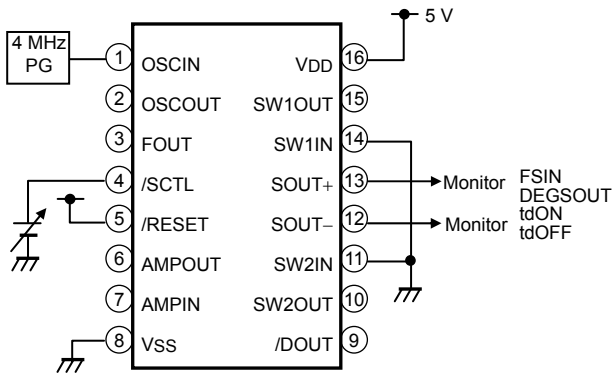 5 V
4 MHz
PG
1 OSCIN VDD 16
2 OSCOUT SW1OUT 15
3 FOUT SW1IN 14
4 /SCTL SOUT+ 13 Monitor FSIN
DEGSOUT
5 /RESET SOUT− 12 Monitor tdON
tdOFF
6 AMPOUT SW2IN 11
7 AMPIN SW2OUT 10
8 VSS /DOUT 9